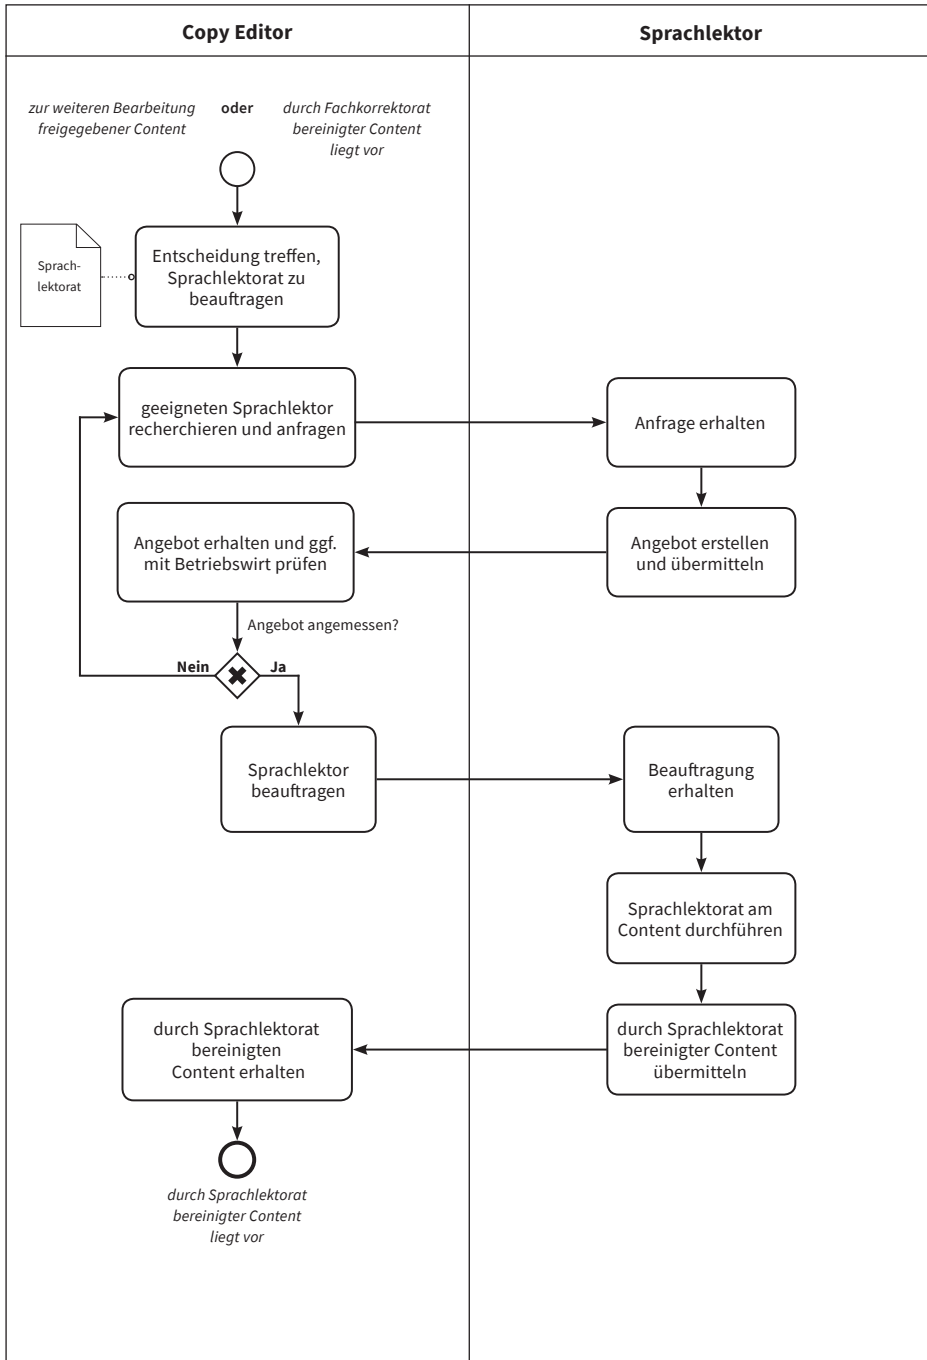 Copy Editor
Sprachlektor
zur weiteren Bearbeitung
freigegebener Content
oder
durch Fachkorrektorat
bereinigter Content
liegt vor
Sprach-
lektorat
Entscheidung treffen,
Sprachlektorat zu
beauftragen
geeigneten Sprachlektor
recherchieren und anfragen
Anfrage erhalten
Angebot erhalten und ggf.
mit Betriebswirt prüfen
Angebot erstellen
und übermitteln
Angebot angemessen?
Nein
Ja
Sprachlektor
beauftragen
Beauftragung
erhalten
Sprachlektorat am
Content durchführen
durch Sprachlektorat
bereinigten
Content erhalten
durch Sprachlektorat
bereinigter Content
übermitteln
durch Sprachlektorat
bereinigter Content
liegt vor